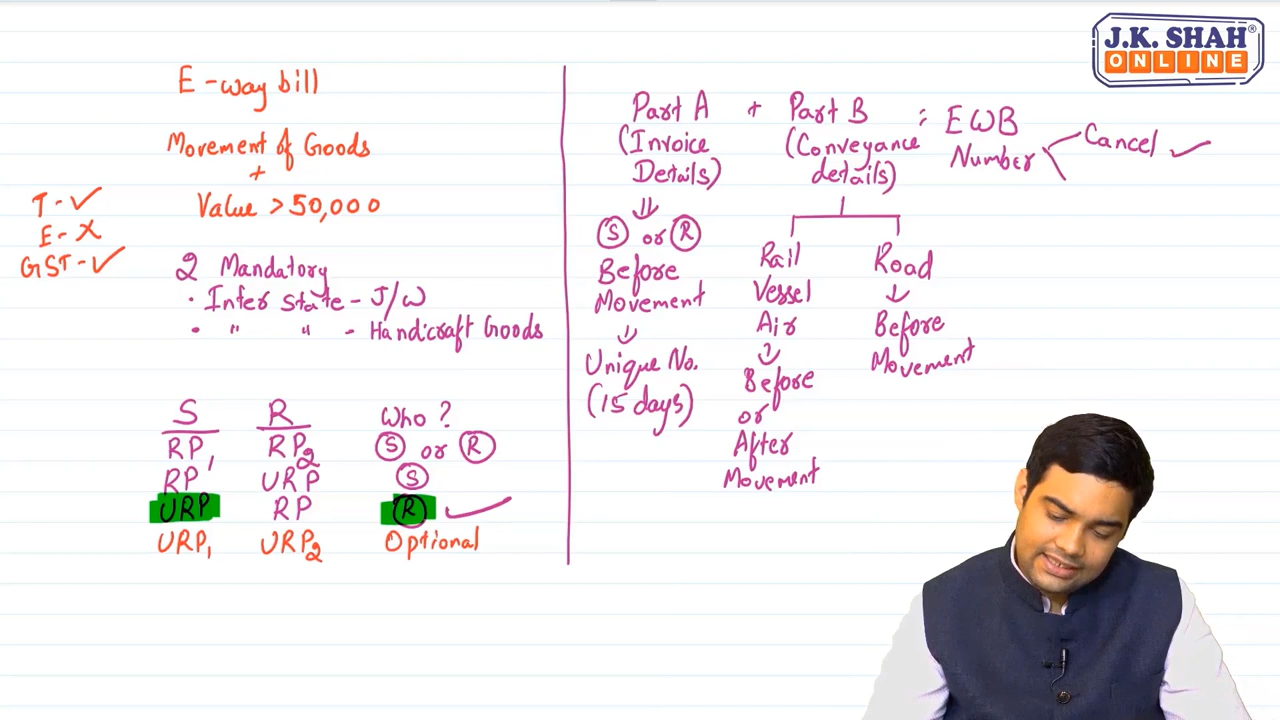 J.K. SHAH®
ONLINE
E-way bill
Movement of Goods
+
Value > 50,000
T - ✓
E - X
GST - ✓
2 Mandatory
• Inter State - J/W
• " " - Handicraft Goods
S R Who?
RP1 RP2 S or R
RP URP S
URP RP R ✓
URP1 URP2 Optional
Part A + Part B : EWB Number Cancel ✓
(Invoice Details) (Conveyance details)
S or R
Before
Movement
Unique No.
(15 days)
Rail
Vessel
Air
Before
or
After
Movement
Road
Before
Movement